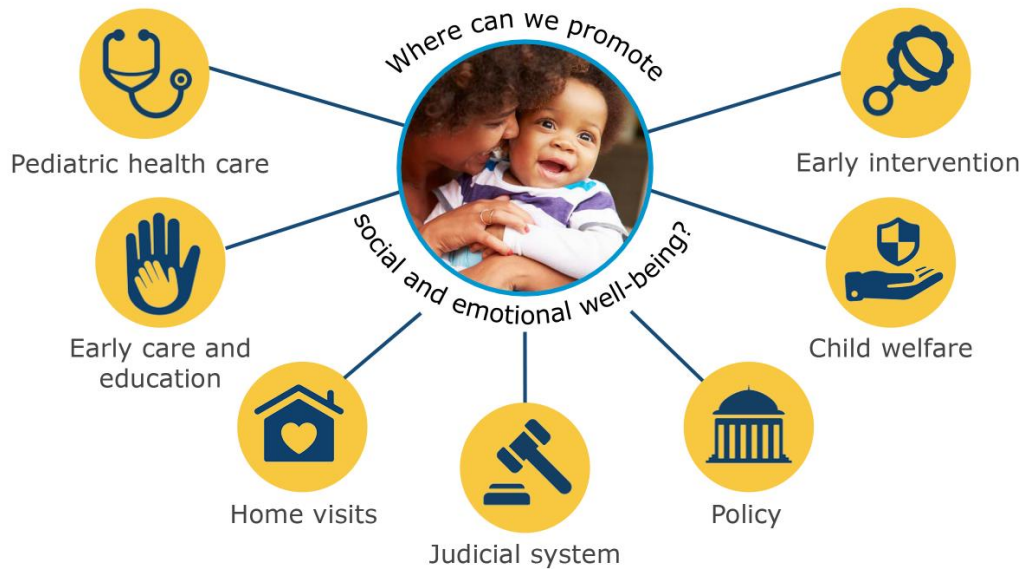 Where can we promote
social and emotional well-being?
Pediatric health care
Early intervention
Early care and
education
Child welfare
Home visits
Policy
Judicial system